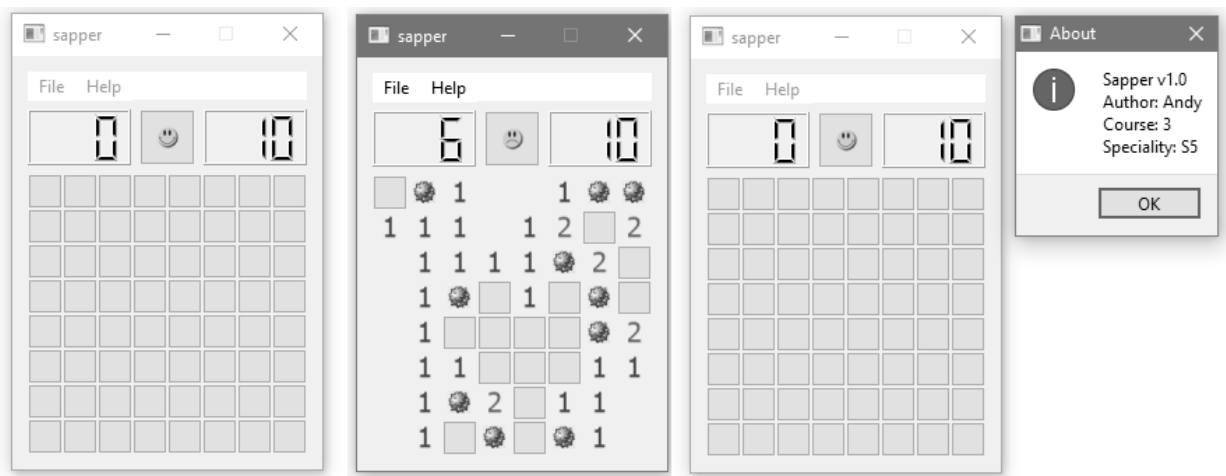 sapper
File Help
0 10
sapper
File Help
6 10
1 1
1 1 1 1 2 2
1 1 1 1 2
1 1
1 2
1 1 1 1
1 2 1 1
1 1
sapper
File Help
0 10
About
Sapper v1.0
Author: Andy
Course: 3
Speciality: S5
OK